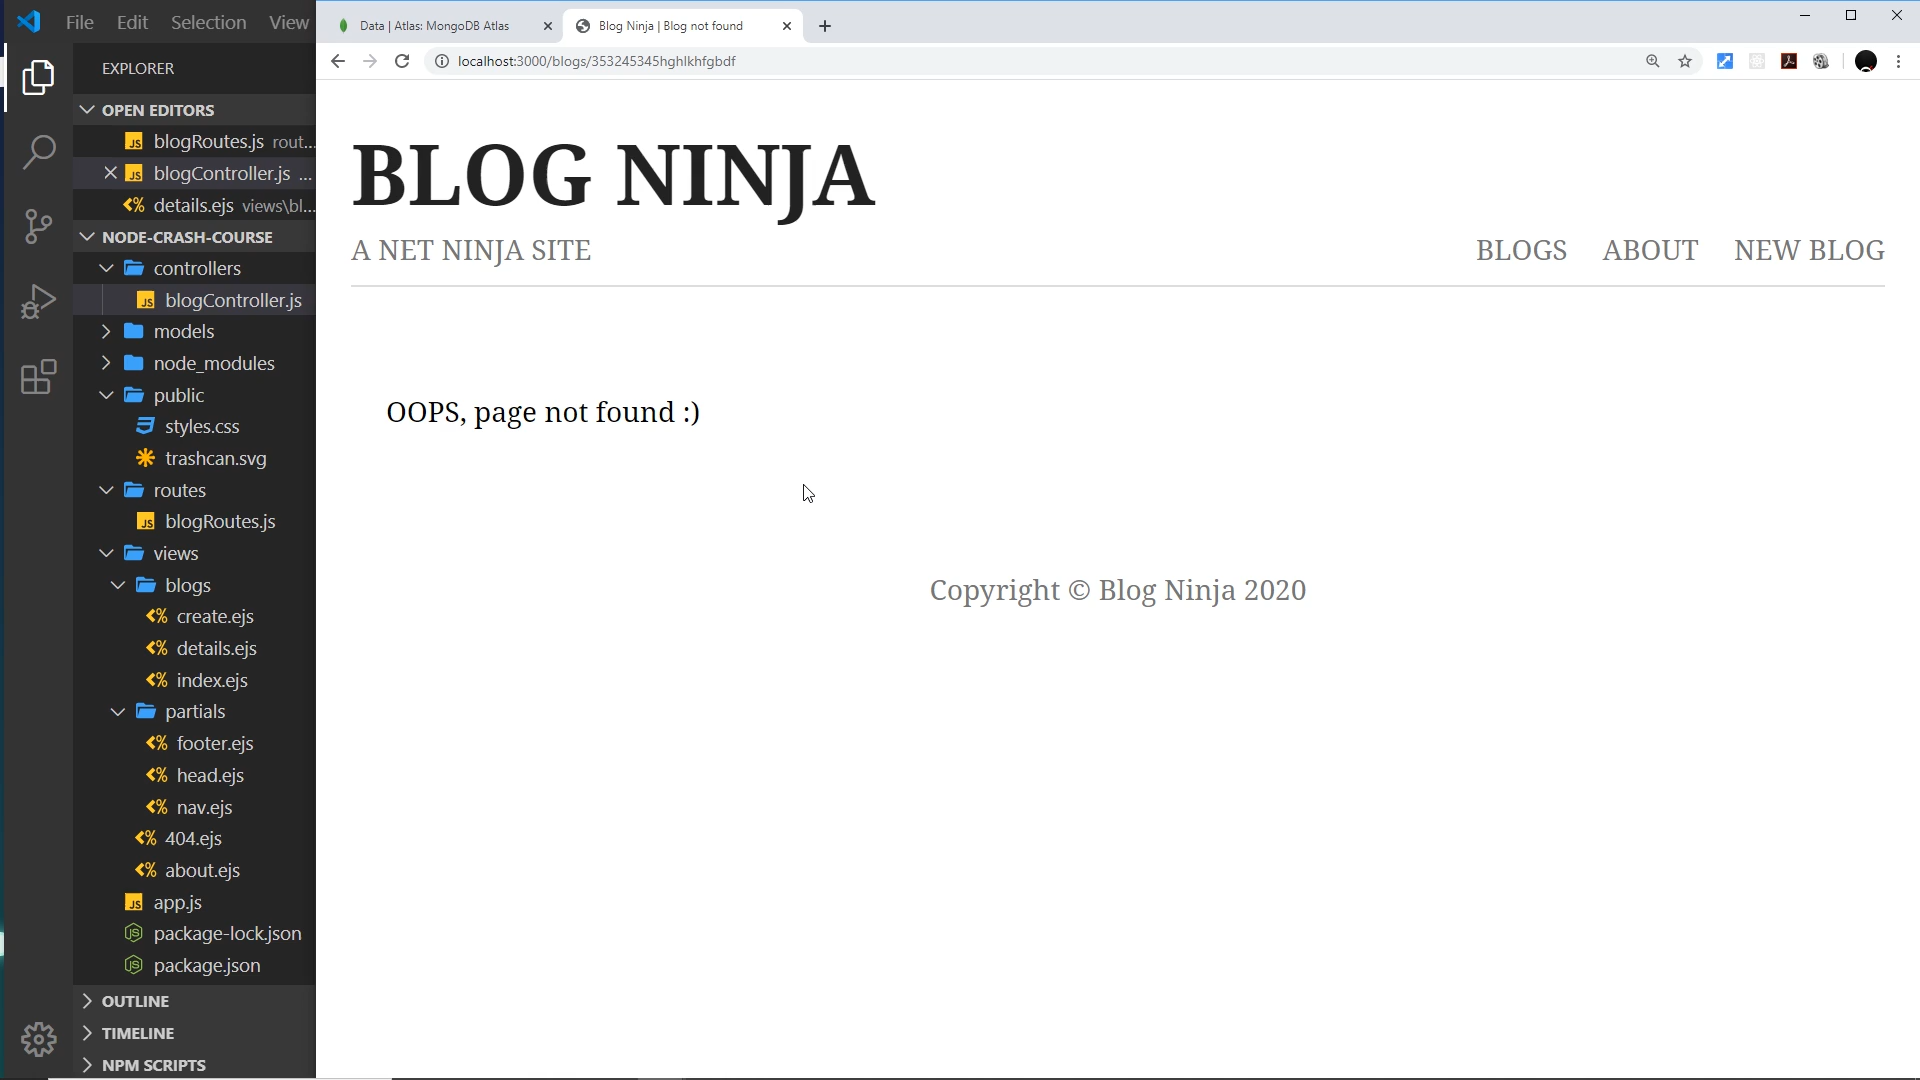 File Edit Selection View
EXPLORER
OPEN EDITORS
blogRoutes.js rout...
blogController.js ...
details.ejs views\bl...
NODE-CRASH-COURSE
controllers
blogController.js
models
node_modules
public
styles.css
trashcan.svg
routes
blogRoutes.js
views
blogs
create.ejs
details.ejs
index.ejs
partials
footer.ejs
head.ejs
nav.ejs
404.ejs
about.ejs
app.js
package-lock.json
package.json
OUTLINE
TIMELINE
NPM SCRIPTS
Data | Atlas: MongoDB Atlas
Blog Ninja | Blog not found
localhost:3000/blogs/353245345hghlkhfgbdf
BLOG NINJA
A NET NINJA SITE
BLOGS ABOUT NEW BLOG
OOPS, page not found :)
Copyright © Blog Ninja 2020